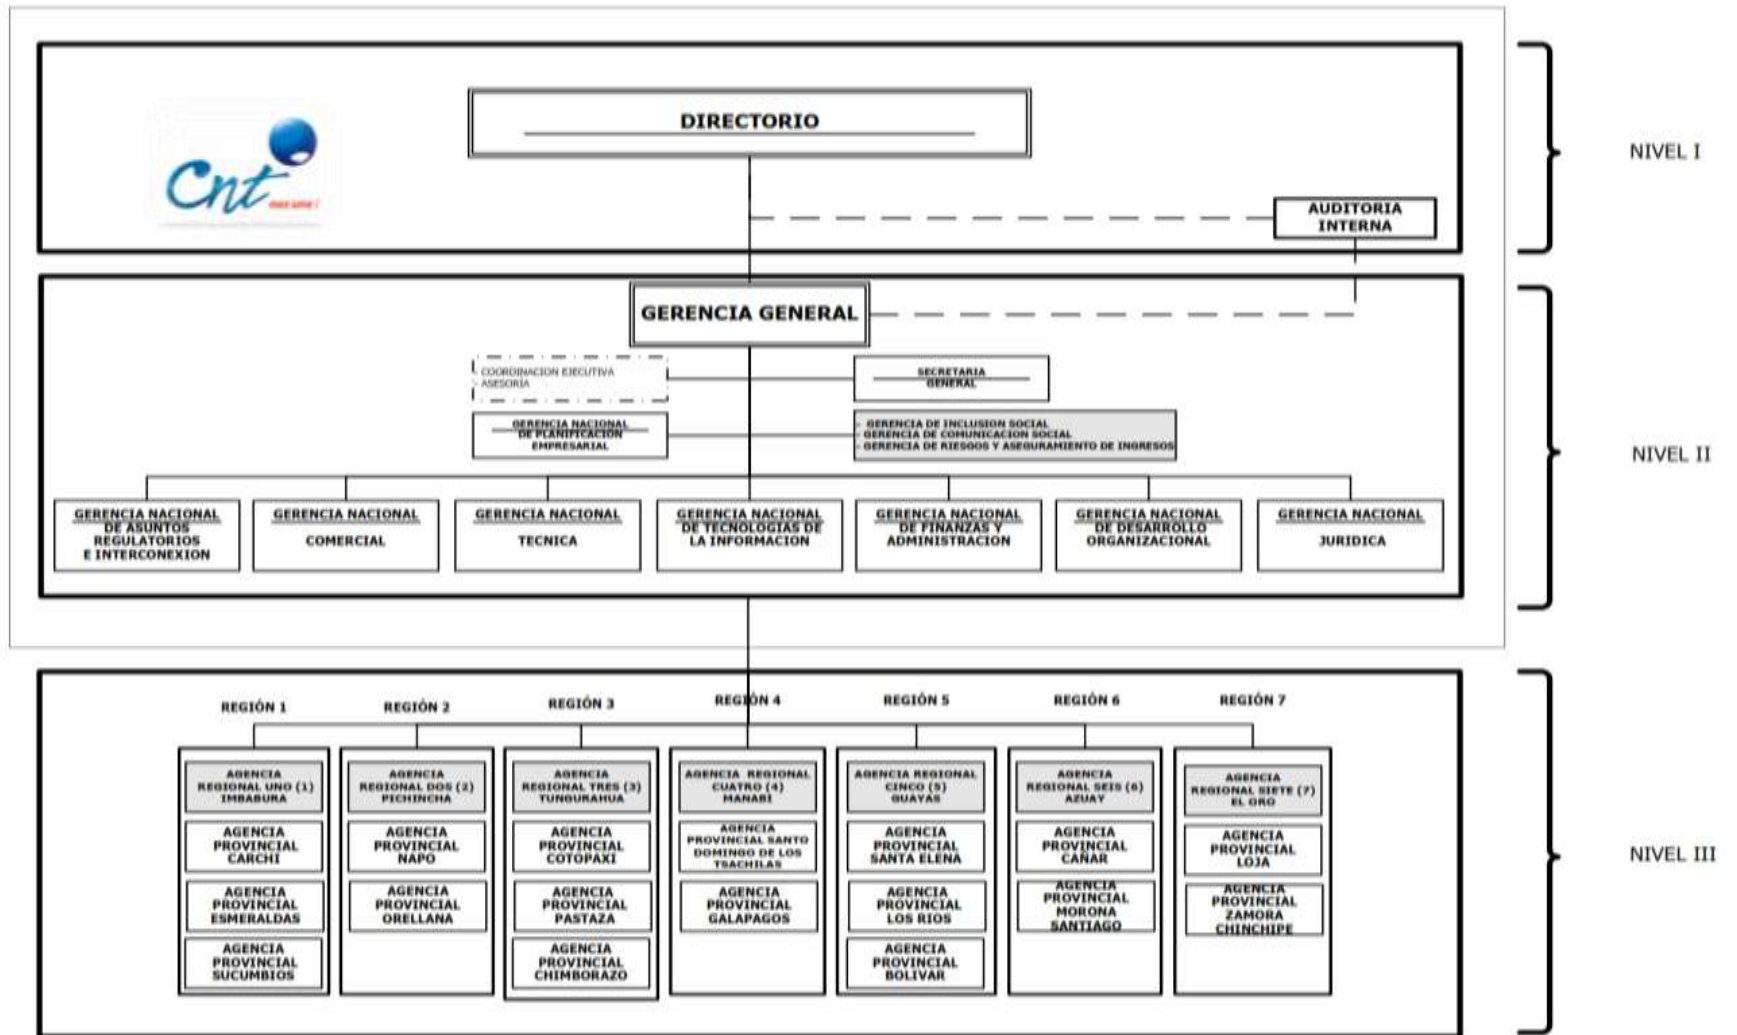 DIRECTORIO
NIVEL I
Cnt
AUDITORIA
INTERNA
GERENCIA GENERAL
COORDINACION EJECUTIVA
ASESORÍA
SECRETARIA
GENERAL
GERENCIA NACIONAL
DE PLANIFICACION
EMPRESARIAL
- GERENCIA DE INCLUSION SOCIAL
- GERENCIA DE COMUNICACION SOCIAL
- GERENCIA DE RIESGOS Y ASEGURAMIENTO DE INGRESOS
NIVEL II
GERENCIA NACIONAL
DE ASUNTOS
REGULATORIOS
E INTERCONEXION
GERENCIA NACIONAL
COMERCIAL
GERENCIA NACIONAL
TECNICA
GERENCIA NACIONAL
DE TECNOLOGIAS DE
LA INFORMACION
GERENCIA NACIONAL
DE FINANZAS Y
ADMINISTRACION
GERENCIA NACIONAL
DE DESARROLLO
ORGANIZACIONAL
GERENCIA NACIONAL
JURIDICA
REGIÓN 1
AGENCIA
REGIONAL UNO (1)
IMBABURA
AGENCIA
PROVINCIAL
CARCHI
AGENCIA
PROVINCIAL
ESMERALDAS
AGENCIA
PROVINCIAL
SUCUMBIOS
REGIÓN 2
AGENCIA
REGIONAL DOS (2)
PICHINCHA
AGENCIA
PROVINCIAL
NAPO
AGENCIA
PROVINCIAL
ORELLANA
REGIÓN 3
AGENCIA
REGIONAL TRES (3)
TUNGURAHUA
AGENCIA
PROVINCIAL
COTOPAXI
AGENCIA
PROVINCIAL
PASTAZA
AGENCIA
PROVINCIAL
CHIMBORAZO
REGIÓN 4
AGENCIA REGIONAL
CUATRO (4)
MANABÍ
AGENCIA
PROVINCIAL SANTO
DOMINGO DE LOS
TSACHILAS
AGENCIA
PROVINCIAL
GALAPAGOS
REGIÓN 5
AGENCIA REGIONAL
CINCO (5)
GUAYAS
AGENCIA
PROVINCIAL
SANTA ELENA
AGENCIA
PROVINCIAL
LOS RIOS
AGENCIA
PROVINCIAL
BOLIVAR
REGIÓN 6
AGENCIA
REGIONAL SEIS (6)
AZUAY
AGENCIA
PROVINCIAL
CAÑAR
AGENCIA
PROVINCIAL
MORONA
SANTIAGO
REGIÓN 7
AGENCIA
REGIONAL SIETE (7)
EL ORO
AGENCIA
PROVINCIAL
LOJA
AGENCIA
PROVINCIAL
ZAMORA
CHINCHIPE
NIVEL III